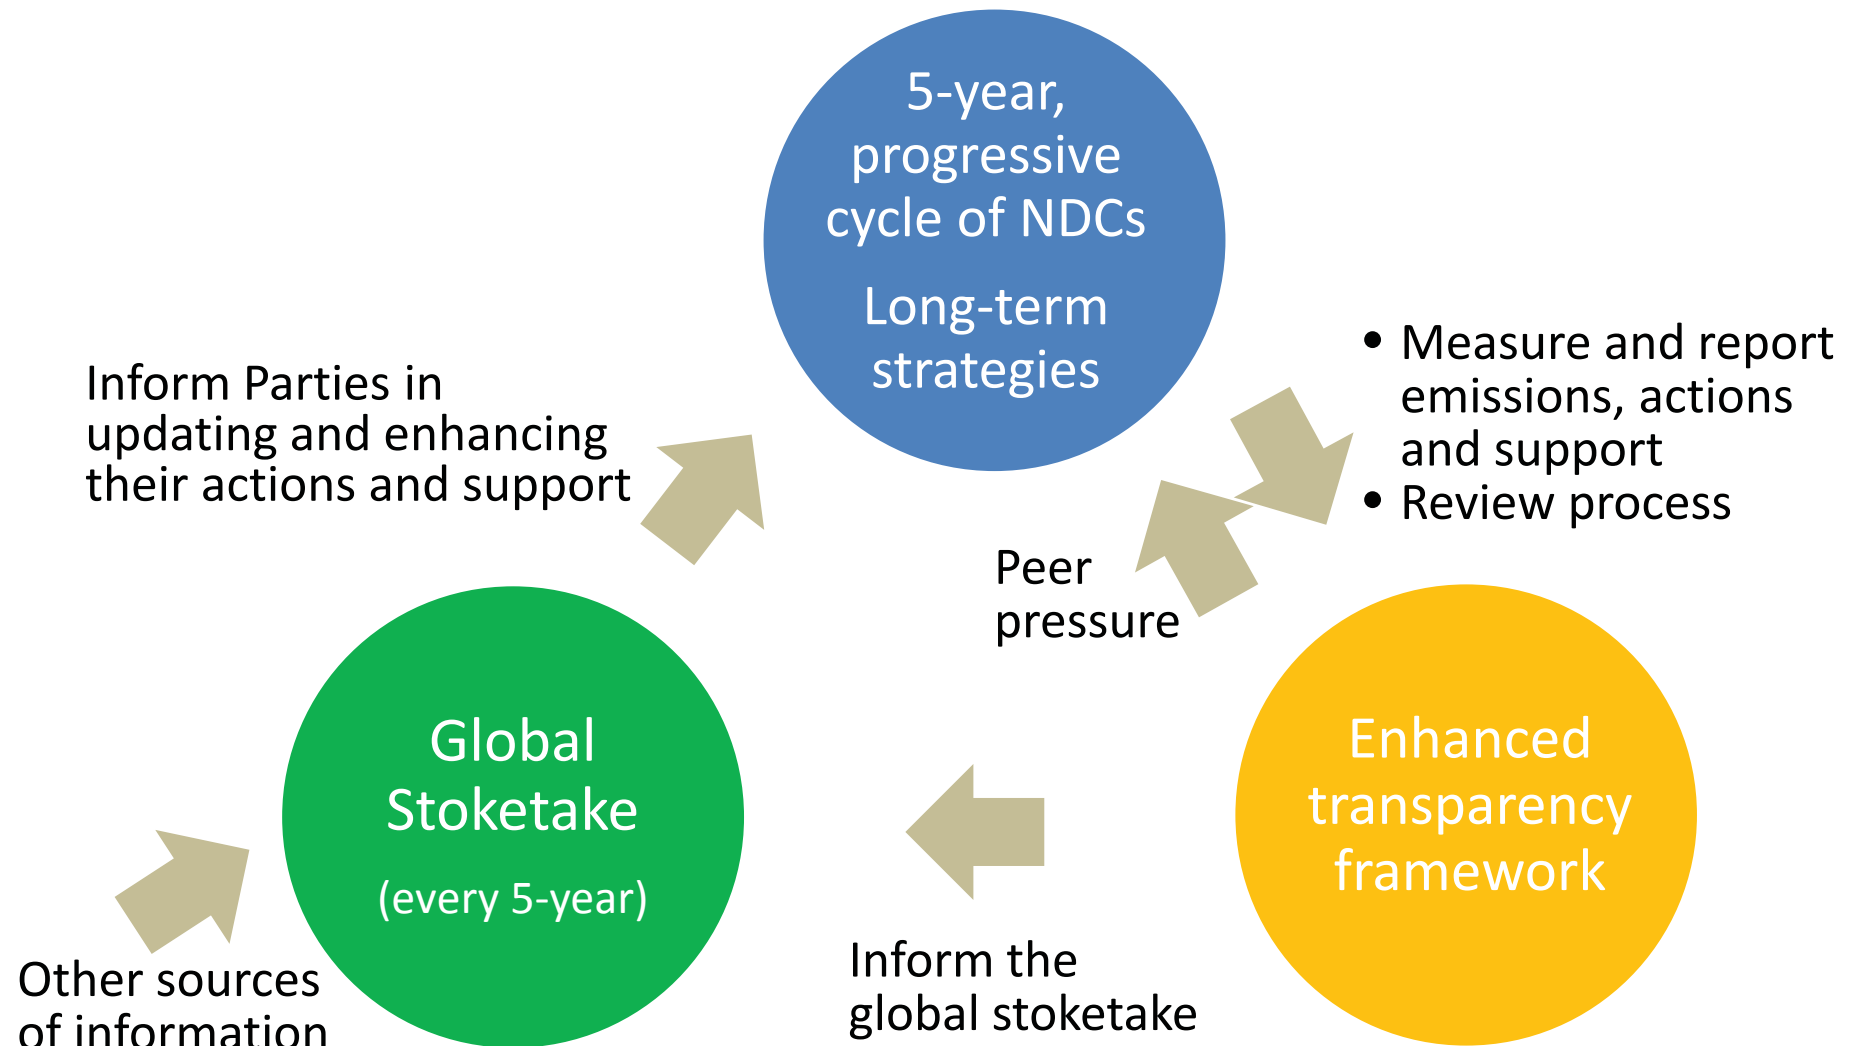 5-year,
progressive
cycle of NDCs
Long-term
strategies
Inform Parties in
updating and enhancing
their actions and support
• Measure and report
emissions, actions
and support
• Review process
Peer
pressure
Global
Stoketake
(every 5-year)
Enhanced
transparency
framework
Other sources
of information
Inform the
global stoketake